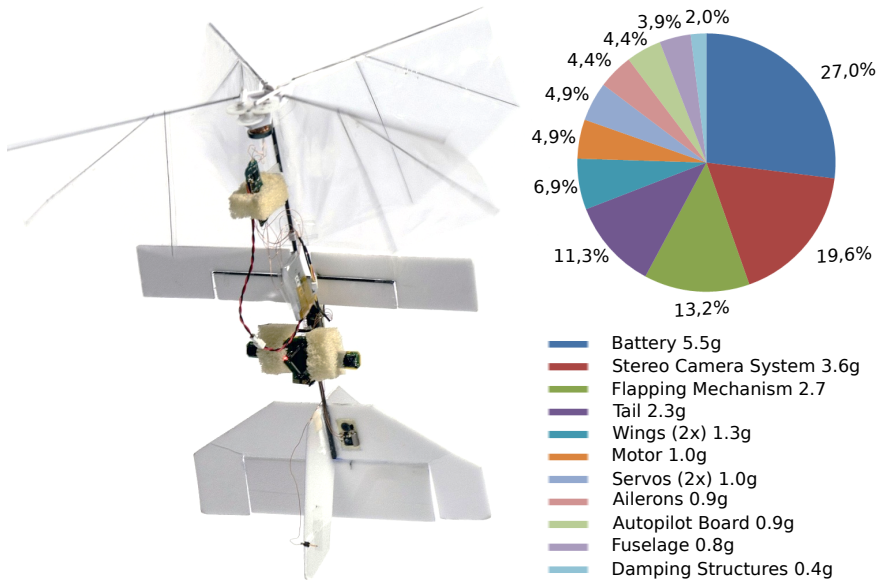 2,0%
3,9%
4,4%
4,4%
4,9%
4,9%
6,9%
11,3%
13,2%
19,6%
27,0%
Battery 5.5g
Stereo Camera System 3.6g
Flapping Mechanism 2.7
Tail 2.3g
Wings (2x) 1.3g
Motor 1.0g
Servos (2x) 1.0g
Ailerons 0.9g
Autopilot Board 0.9g
Fuselage 0.8g
Damping Structures 0.4g